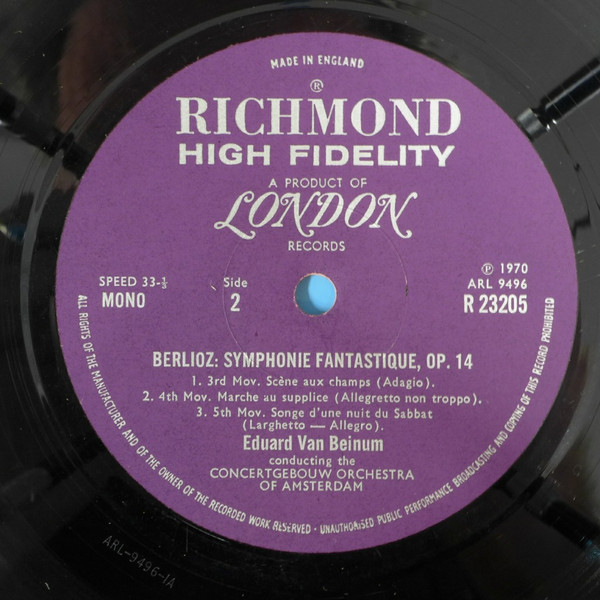 MADE IN ENGLAND
®
RICHMOND
HIGH FIDELITY
A PRODUCT OF
LONDON
RECORDS
SPEED 33-⅓
MONO
Side
2
℗ 1970
ARL 9496
R 23205
BERLIOZ: SYMPHONIE FANTASTIQUE, OP. 14
1. 3rd Mov. Scène aux champs (Adagio).
2. 4th Mov. Marche au supplice (Allegretto non troppo).
3. 5th Mov. Songe d'une nuit du Sabbat
(Larghetto — Allegro).
Eduard Van Beinum
conducting the
CONCERTGEBOUW ORCHESTRA
OF AMSTERDAM
ALL RIGHTS OF THE MANUFACTURER AND OF THE OWNER OF THE RECORDED WORK RESERVED · UNAUTHORISED PUBLIC PERFORMANCE BROADCASTING AND COPYING OF THIS RECORD PROHIBITED
ARL-9496-1A